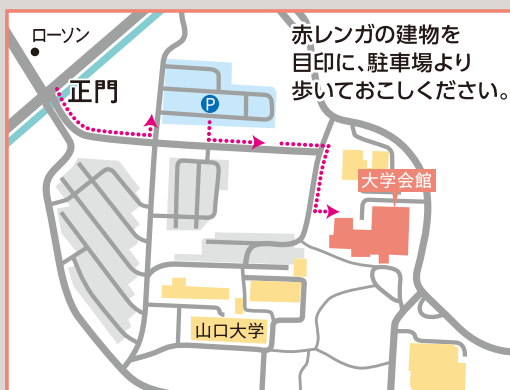 ローソン
正門
赤レンガの建物を
目印に、駐車場より
歩いておこしください。
P
大学会館
山口大学